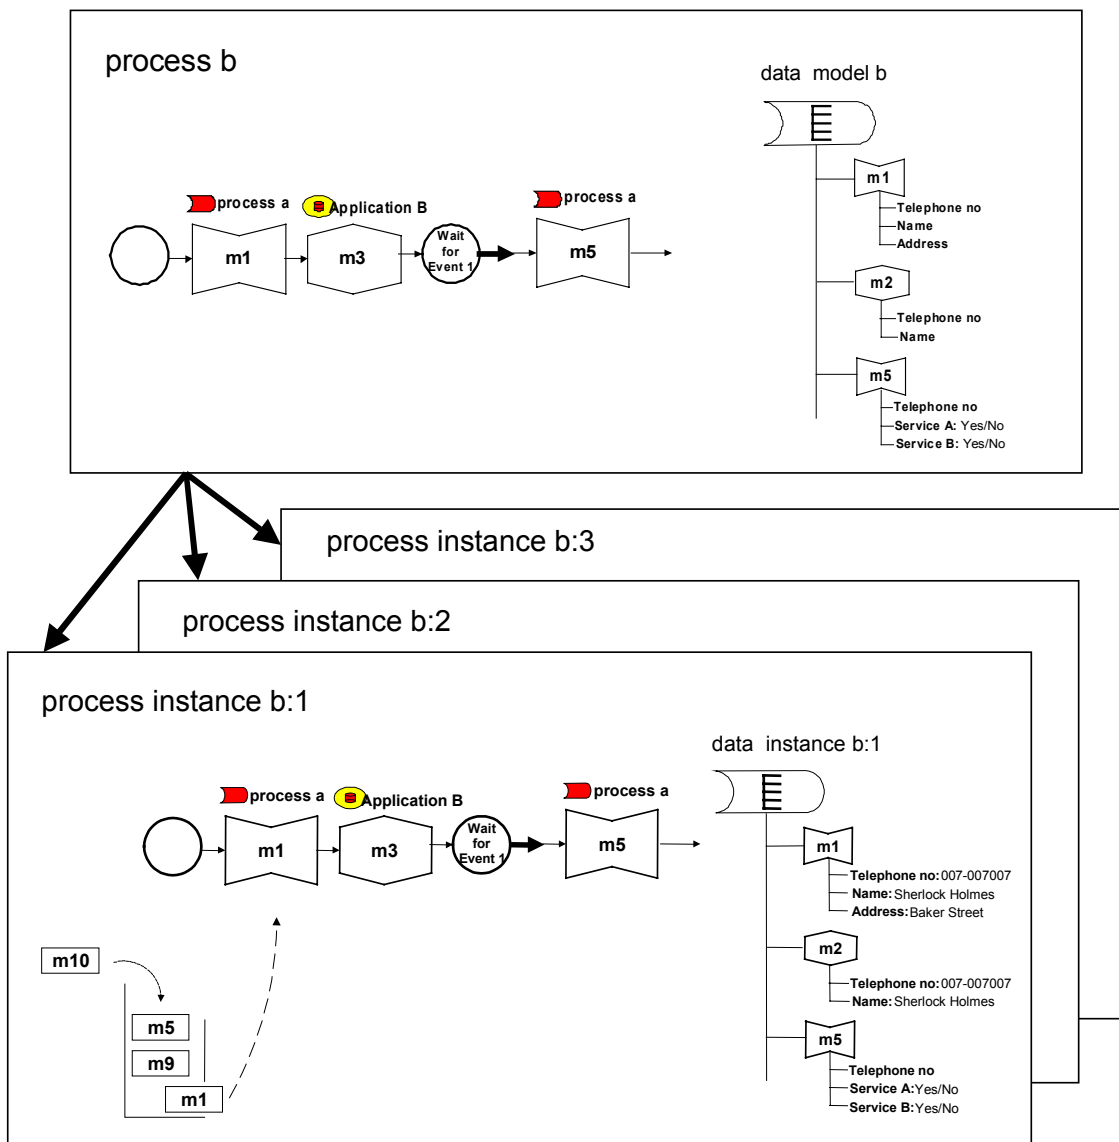 process b
data model b
process a
Application B
process a
m1
m3
Wait
for
Event 1
m5
m1
Telephone no
Name
Address
m2
Telephone no
Name
m5
Telephone no
Service A: Yes/No
Service B: Yes/No
process instance b:3
process instance b:2
process instance b:1
data instance b:1
process a
Application B
process a
m1
m3
Wait
for
Event 1
m5
m1
Telephone no:007-007007
Name:Sherlock Holmes
Address:Baker Street
m2
Telephone no:007-007007
Name:Sherlock Holmes
m5
Telephone no
Service A:Yes/No
Service B:Yes/No
m10
m5
m9
m1